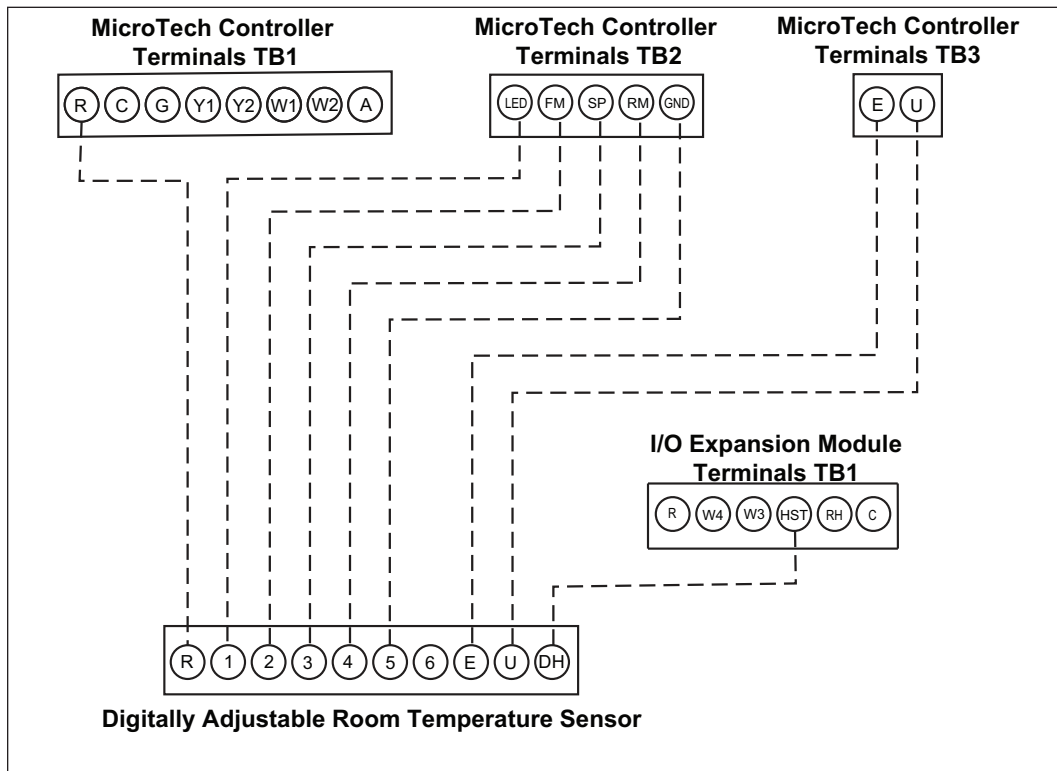 MicroTech Controller
Terminals TB1
R C G Y1 Y2 W1 W2 A
MicroTech Controller
Terminals TB2
LED FM SP RM GND
MicroTech Controller
Terminals TB3
E U
I/O Expansion Module
Terminals TB1
R W4 W3 HST RH C
R 1 2 3 4 5 6 E U DH
Digitally Adjustable Room Temperature Sensor